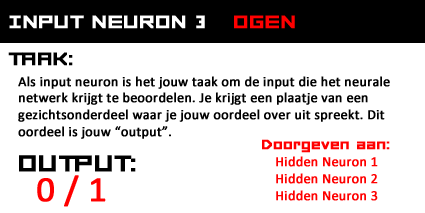 INPUT NEURON 3 OGEN
TAAK:
Als input neuron is het jouw taak om de input die het neurale
netwerk krijgt te beoordelen. Je krijgt een plaatje van een
gezichtsonderdeel waar je jouw oordeel over uit spreekt. Dit
oordeel is jouw “output”.
OUTPUT:
0 / 1
Doorgeven aan:
Hidden Neuron 1
Hidden Neuron 2
Hidden Neuron 3